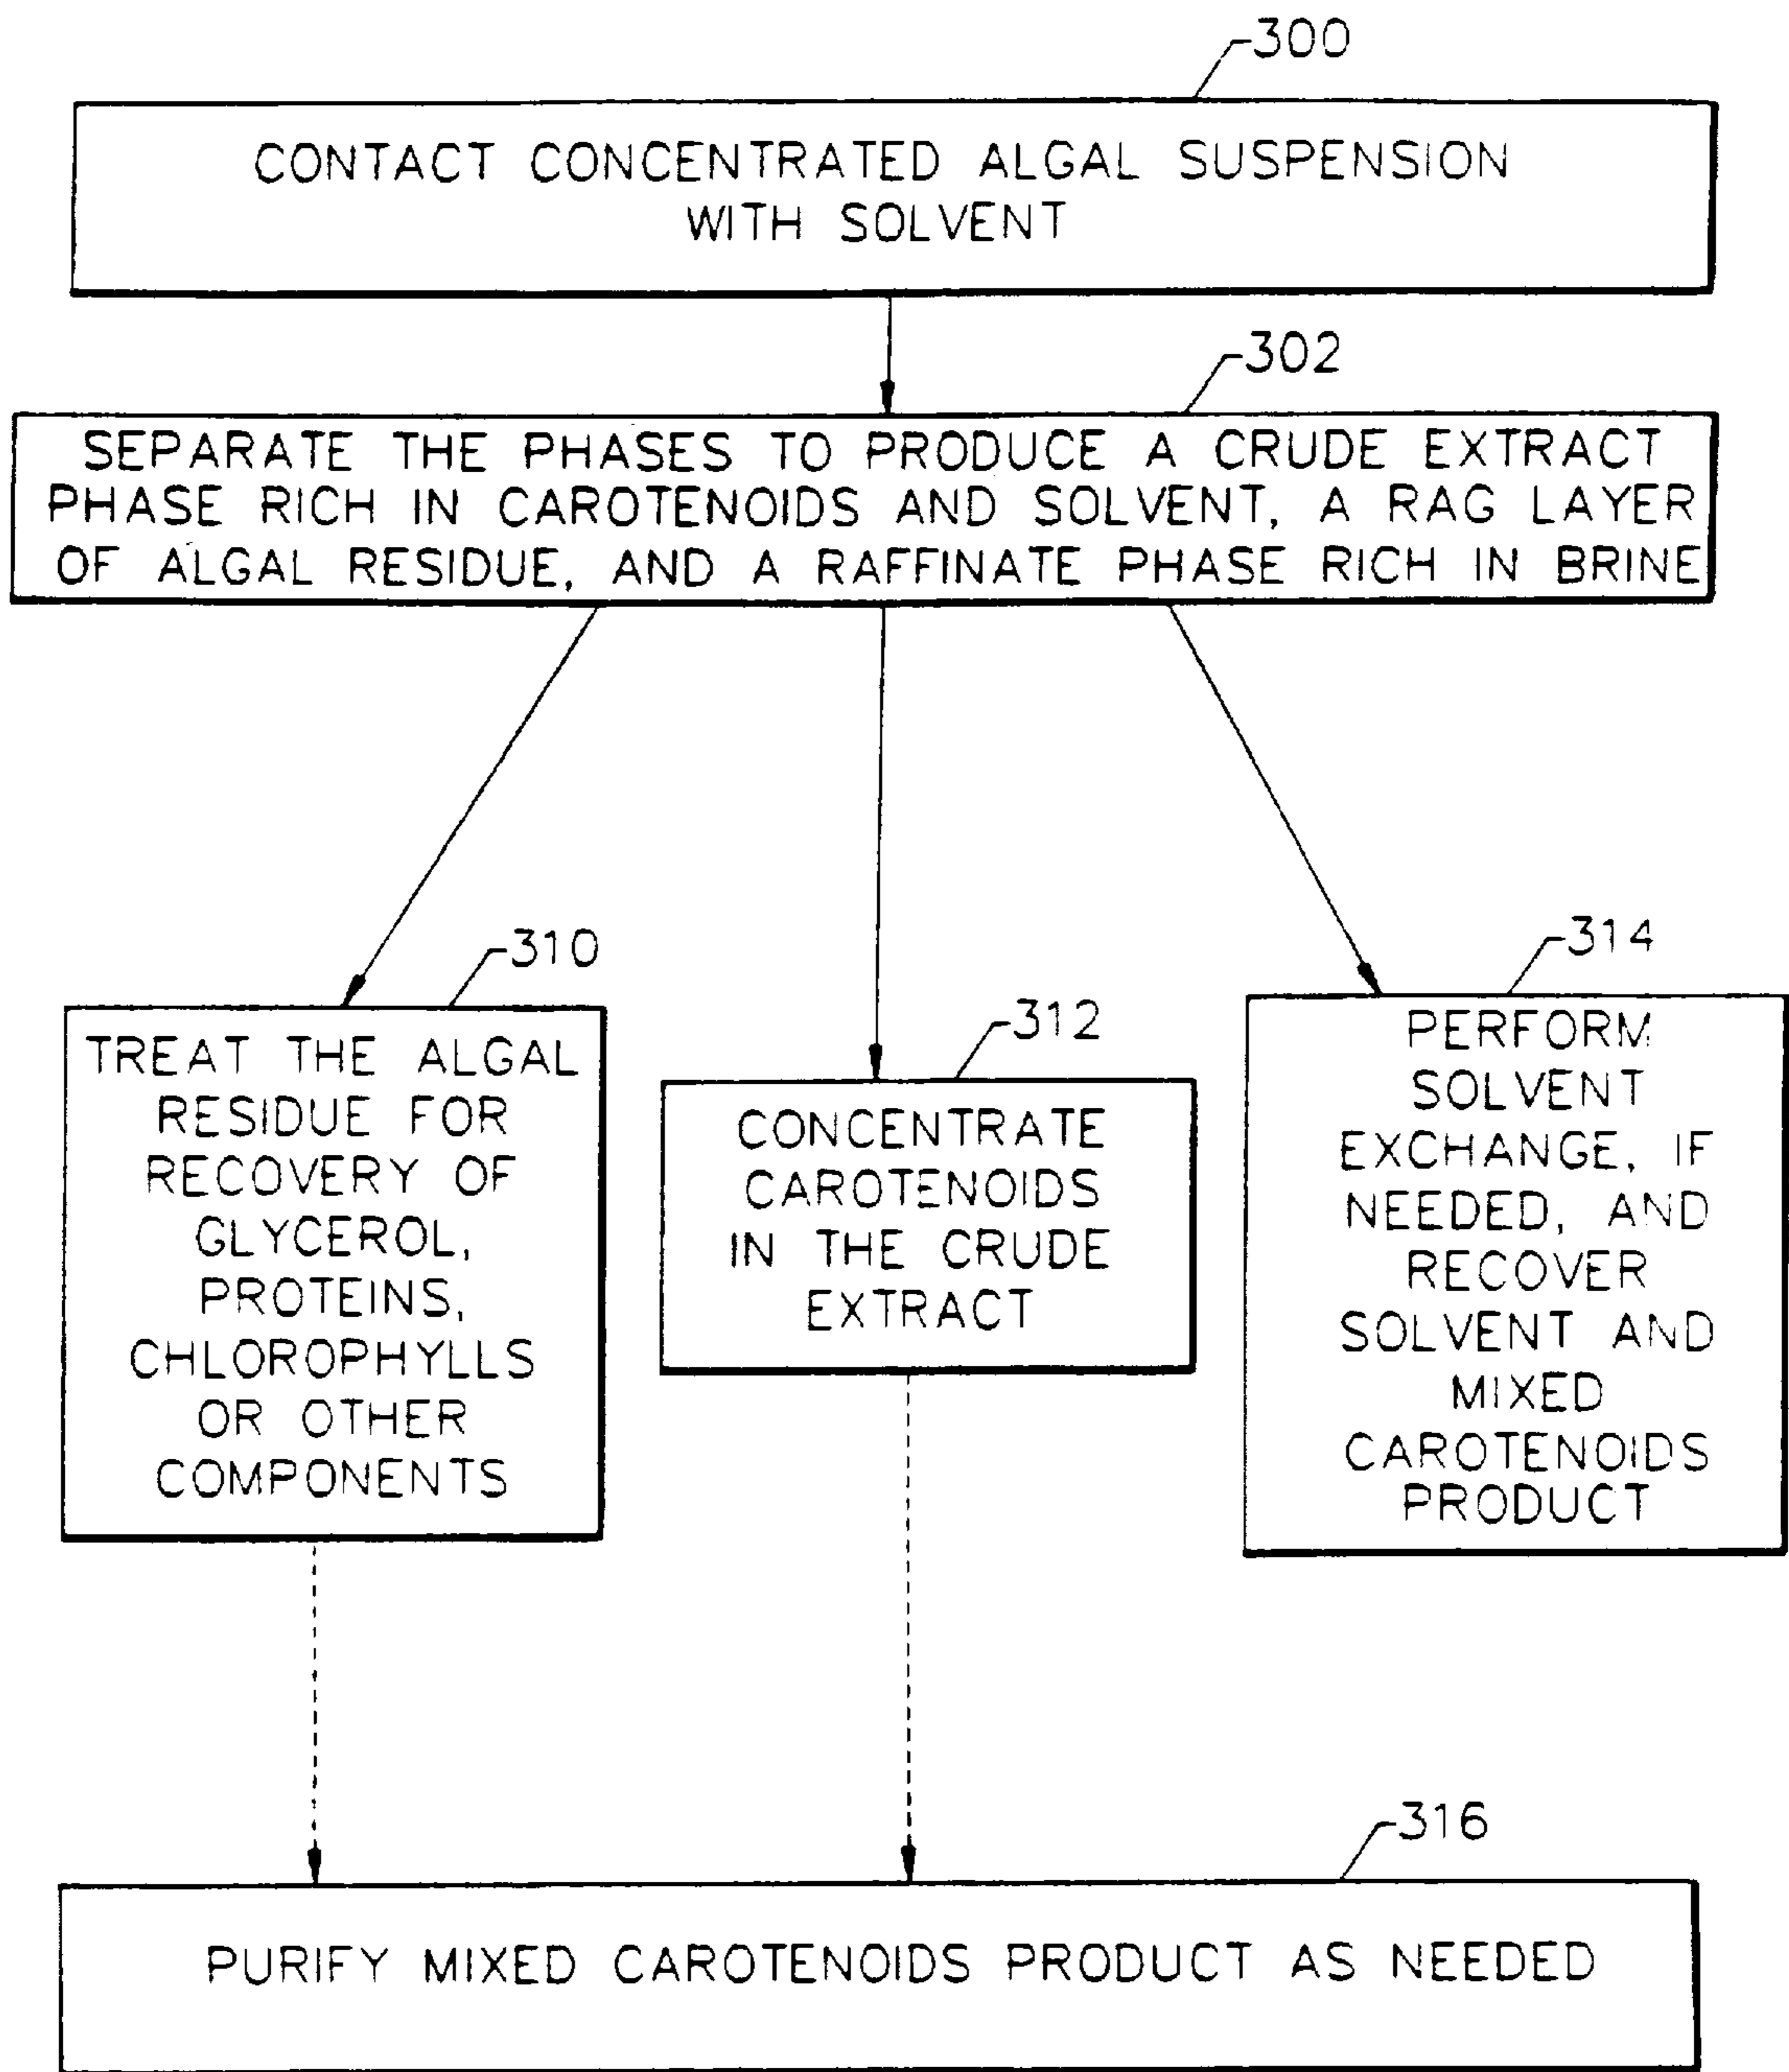 300
CONTACT CONCENTRATED ALGAL SUSPENSION
WITH SOLVENT
302
SEPARATE THE PHASES TO PRODUCE A CRUDE EXTRACT
PHASE RICH IN CAROTENOIDS AND SOLVENT, A RAG LAYER
OF ALGAL RESIDUE, AND A RAFFINATE PHASE RICH IN BRINE
310
TREAT THE ALGAL
RESIDUE FOR
RECOVERY OF
GLYCEROL,
PROTEINS,
CHLOROPHYLLS
OR OTHER
COMPONENTS
312
CONCENTRATE
CAROTENOIDS
IN THE CRUDE
EXTRACT
314
PERFORM
SOLVENT
EXCHANGE, IF
NEEDED, AND
RECOVER
SOLVENT AND
MIXED
CAROTENOIDS
PRODUCT
316
PURIFY MIXED CAROTENOIDS PRODUCT AS NEEDED